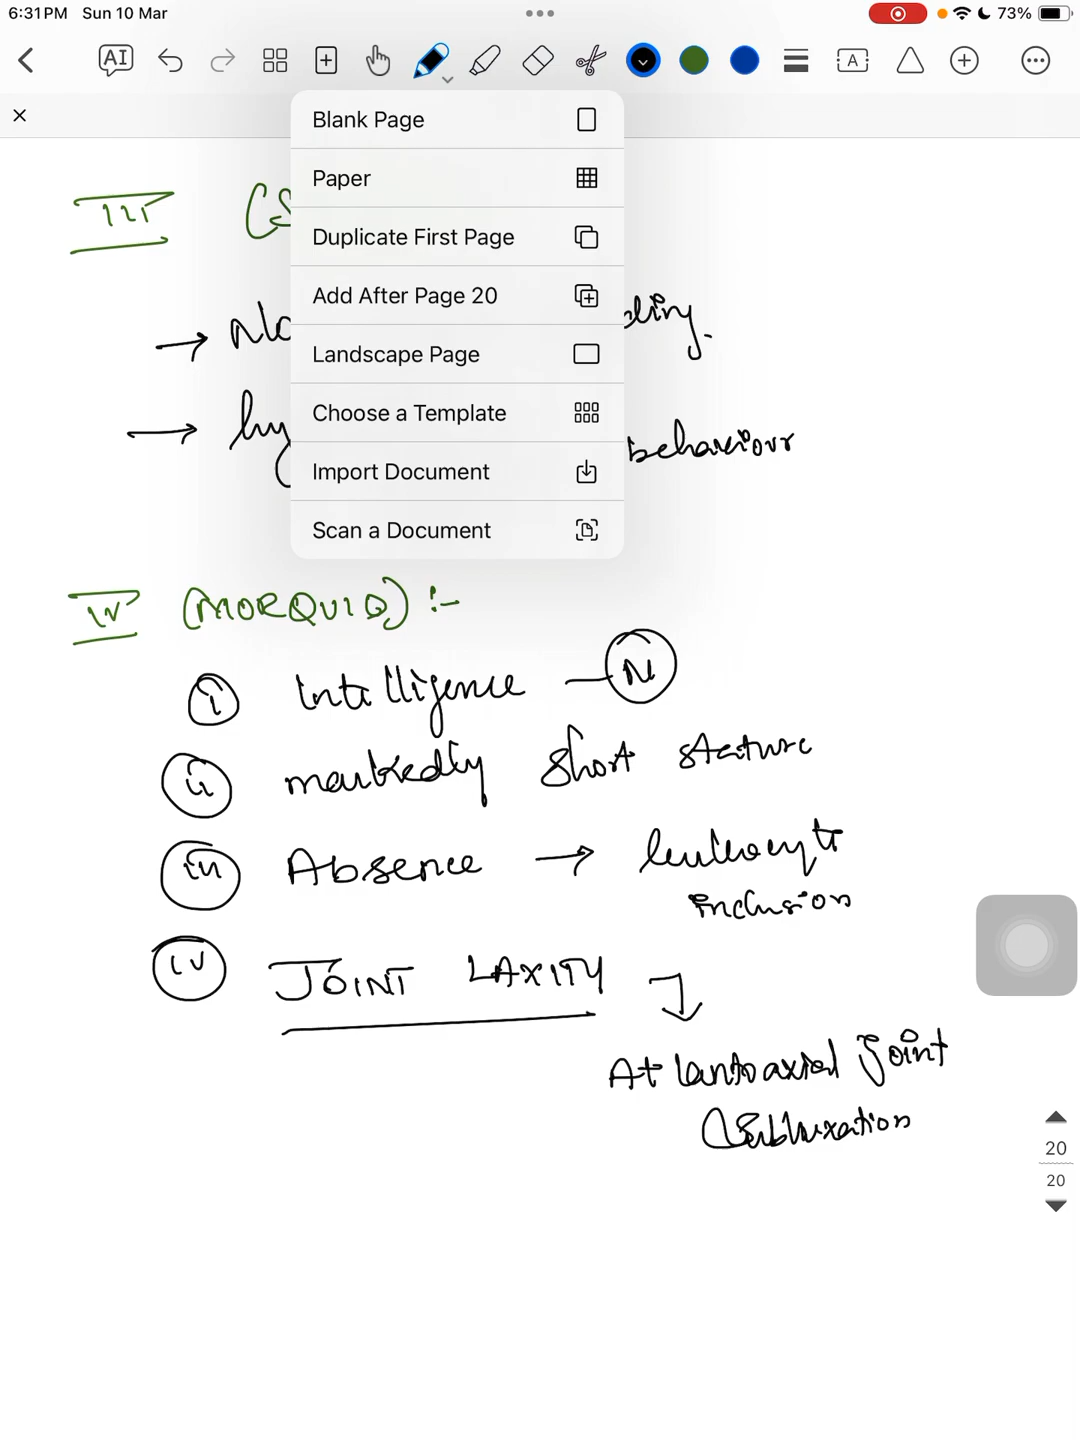 6:31 PM Sun 10 Mar
73%
AI
A
Blank Page
Paper
Duplicate First Page
Add After Page 20
Landscape Page
Choose a Template
Import Document
Scan a Document
III (S
→
→ hy behaviour
IV (MORQUIO) :-
i Intelligence — N
ii markedly short stature
iii Absence → leukocyte
inclusion
iv JOINT LAXITY
Atlantoaxial joint
Subluxation
20
20